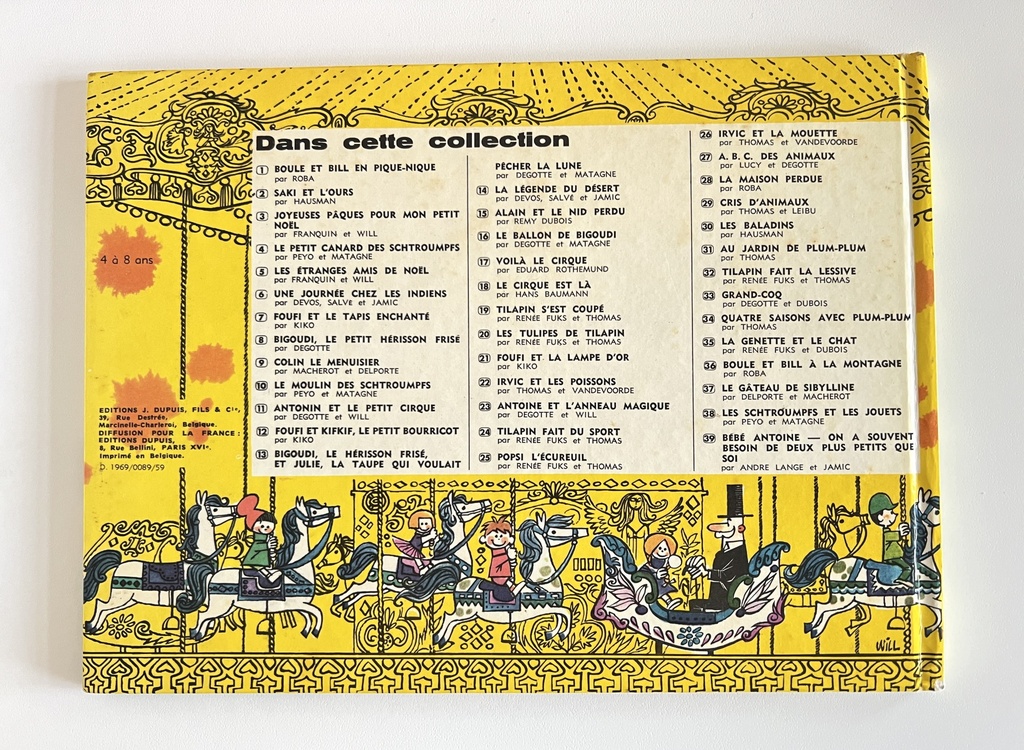 Dans cette collection
1 BOULE ET BILL EN PIQUE-NIQUE
par ROBA
2 SAKI ET L'OURS
par HAUSMAN
3 JOYEUSES PÂQUES POUR MON PETIT
NOËL
par FRANQUIN et WILL
4 LE PETIT CANARD DES SCHTROUMPFS
par PEYO et MATAGNE
5 LES ÉTRANGES AMIS DE NOËL
par FRANQUIN et WILL
6 UNE JOURNÉE CHEZ LES INDIENS
par DEVOS, SALVE et JAMIC
7 FOUFI ET LE TAPIS ENCHANTÉ
par KIKO
8 BIGOUDI, LE PETIT HÉRISSON FRISÉ
par DEGOTTE
9 COLIN LE MENUISIER
par MACHEROT et DELPORTE
10 LE MOULIN DES SCHTROUMPFS
par PEYO et MATAGNE
11 ANTONIN ET LE PETIT CIRQUE
par DEGOTTE et WILL
12 FOUFI ET KIFKIF, LE PETIT BOURRICOT
par KIKO
13 BIGOUDI, LE HÉRISSON FRISÉ,
ET JULIE, LA TAUPE QUI VOULAIT
PÊCHER LA LUNE
par DEGOTTE et MATAGNE
14 LA LÉGENDE DU DÉSERT
par DEVOS, SALVE et JAMIC
15 ALAIN ET LE NID PERDU
par REMY DUBOIS
16 LE BALLON DE BIGOUDI
par DEGOTTE et MATAGNE
17 VOILÀ LE CIRQUE
par EDUARD ROTHEMUND
18 LE CIRQUE EST LÀ
par HANS BAUMANN
19 TILAPIN S'EST COUPÉ
par RENÉE FUKS et THOMAS
20 LES TULIPES DE TILAPIN
par RENÉE FUKS et THOMAS
21 FOUFI ET LA LAMPE D'OR
par KIKO
22 IRVIC ET LES POISSONS
par THOMAS et VANDEVOORDE
23 ANTOINE ET L'ANNEAU MAGIQUE
par DEGOTTE et WILL
24 TILAPIN FAIT DU SPORT
par RENÉE FUKS et THOMAS
25 POPSI L'ÉCUREUIL
par RENÉE FUKS et THOMAS
26 IRVIC ET LA MOUETTE
par THOMAS et VANDEVOORDE
27 A. B. C. DES ANIMAUX
par LUCY et DEGOTTE
28 LA MAISON PERDUE
par ROBA
29 CRIS D'ANIMAUX
par THOMAS et LEIBU
30 LES BALADINS
par HAUSMAN
31 AU JARDIN DE PLUM-PLUM
par THOMAS
32 TILAPIN FAIT LA LESSIVE
par RENÉE FUKS et THOMAS
33 GRAND-COQ
par DEGOTTE et DUBOIS
34 QUATRE SAISONS AVEC PLUM-PLUM
par THOMAS
35 LA GENETTE ET LE CHAT
par RENÉE FUKS et DUBOIS
36 BOULE ET BILL À LA MONTAGNE
par ROBA
37 LE GÂTEAU DE SIBYLLINE
par DELPORTE et MACHEROT
38 LES SCHTROUMPFS ET LES JOUETS
par PEYO et MATAGNE
39 BÉBÉ ANTOINE — ON A SOUVENT
BESOIN DE DEUX PLUS PETITS QUE
SOI
par ANDRE LANGE et JAMIC
4 à 8 ans
EDITIONS J. DUPUIS, FILS & Cie,
39, Rue Destrée,
Marcinelle-Charleroi, Belgique.
DIFFUSION POUR LA FRANCE :
EDITIONS DUPUIS,
8, Rue Bellini, PARIS XVIe.
Imprimé en Belgique.
D. 1969/0089/59
WILL